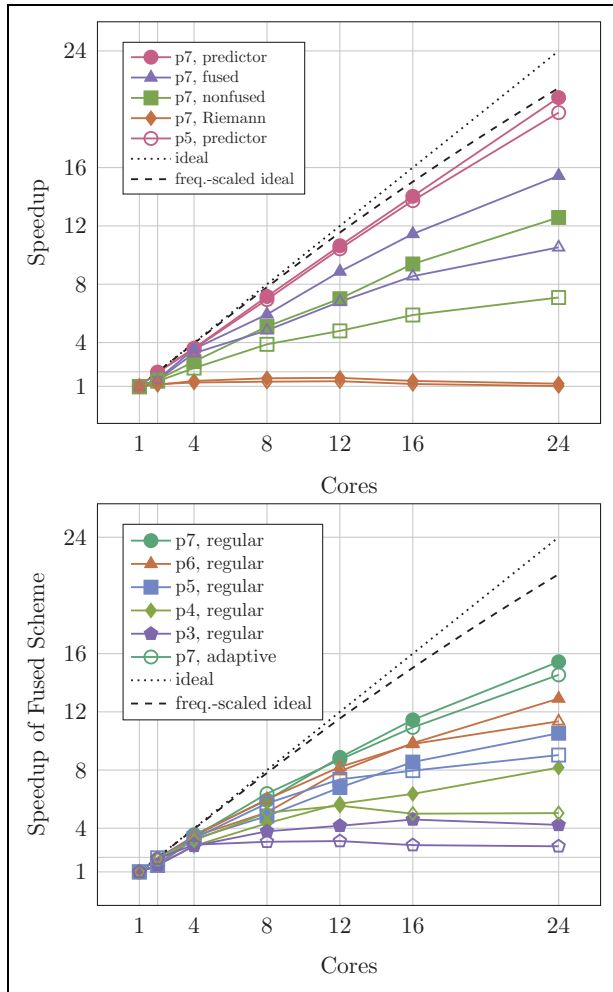 24
16
12
8
4
1
Speedup
p7, predictor
p7, fused
p7, nonfused
p7, Riemann
p5, predictor
ideal
freq.-scaled ideal
1 4 8 12 16 24
Cores
24
16
12
8
4
1
Speedup of Fused Scheme
p7, regular
p6, regular
p5, regular
p4, regular
p3, regular
p7, adaptive
ideal
freq.-scaled ideal
1 4 8 12 16 24
Cores